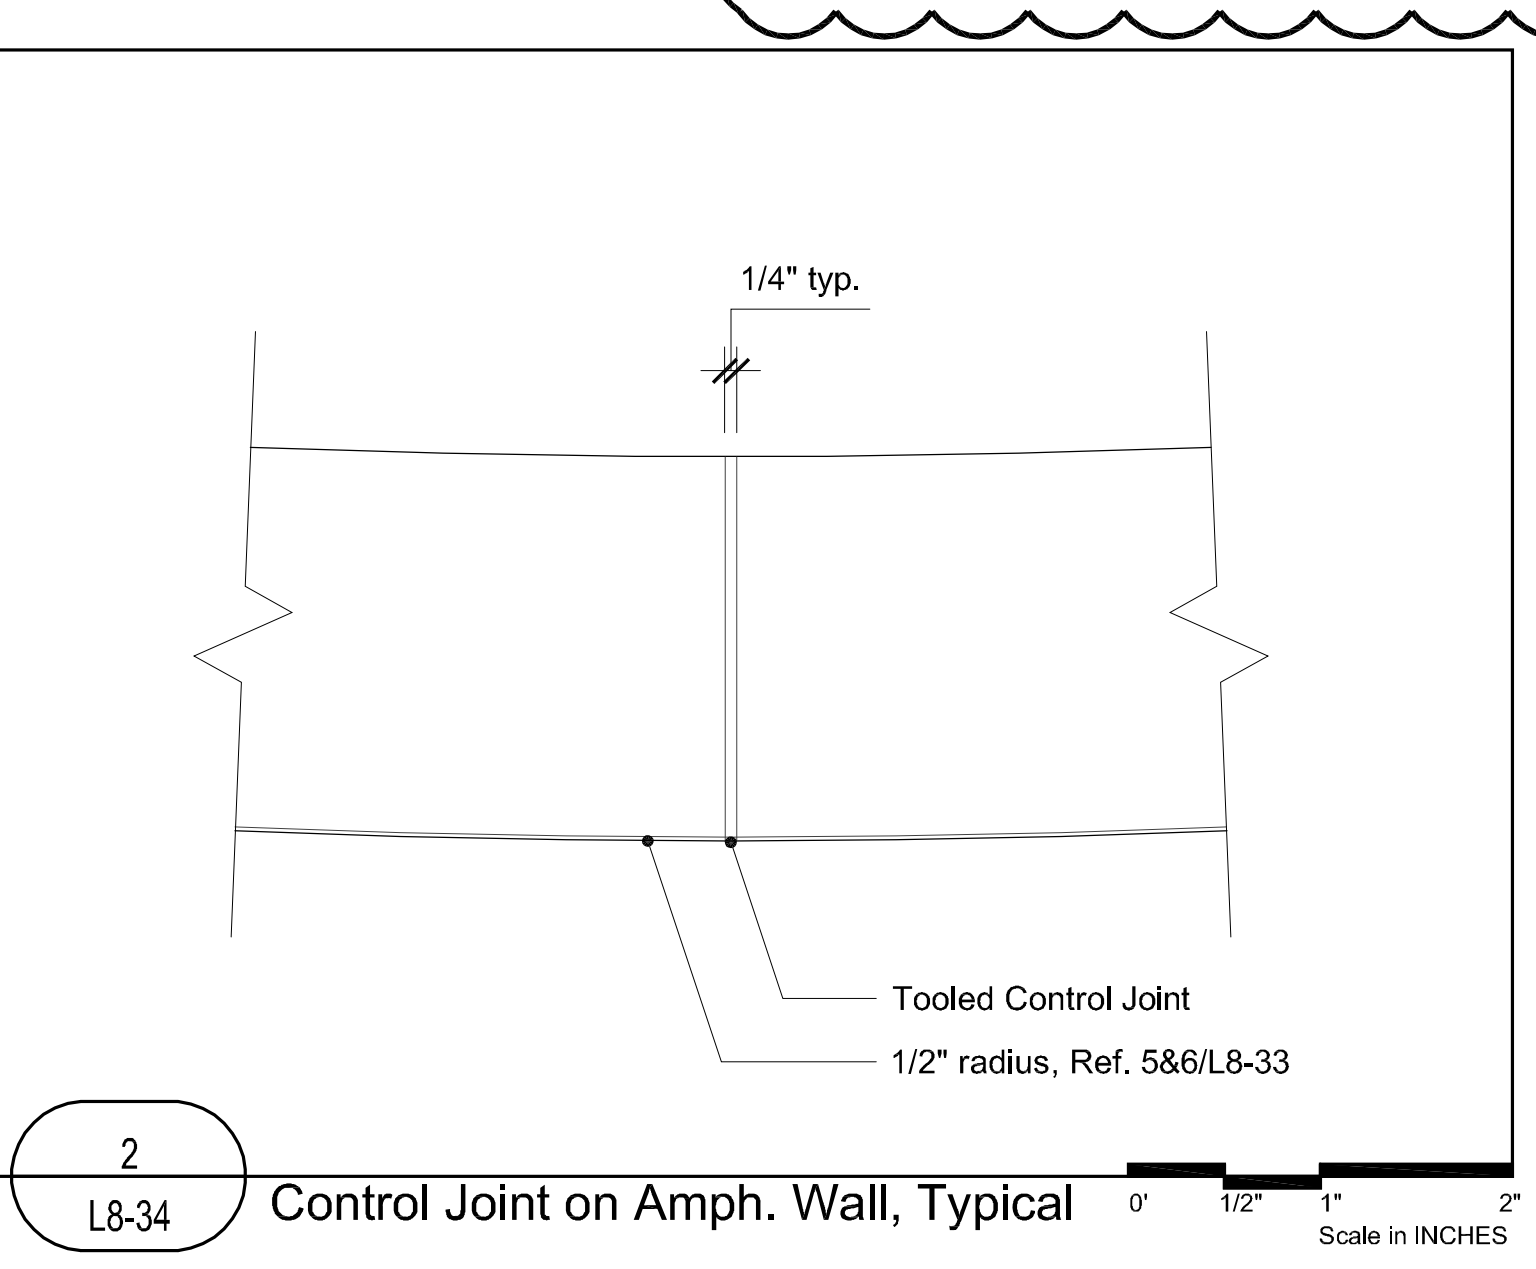 1/4" typ.
Tooled Control Joint
1/2" radius, Ref. 5&6/L8-33
2
L8-34
Control Joint on Amph. Wall, Typical
0' 1/2" 1" 2"
Scale in INCHES